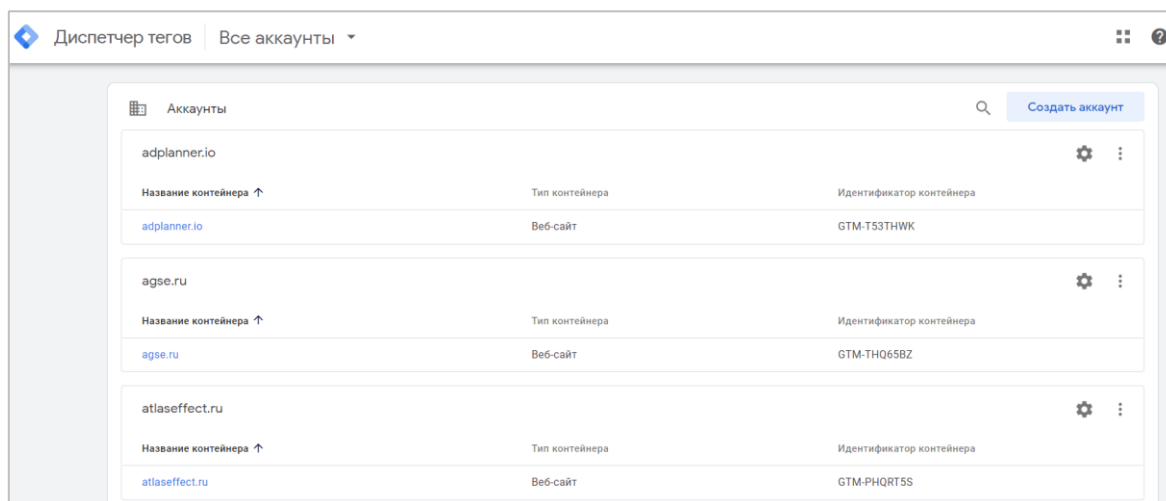 Диспетчер тегов Все аккаунты
Аккаунты Создать аккаунт
adplanner.io
Название контейнера Тип контейнера Идентификатор контейнера
adplanner.io Веб-сайт GTM-T53THWK
agse.ru
Название контейнера Тип контейнера Идентификатор контейнера
agse.ru Веб-сайт GTM-THQ65BZ
atlaseffect.ru
Название контейнера Тип контейнера Идентификатор контейнера
atlaseffect.ru Веб-сайт GTM-PHQRT5S